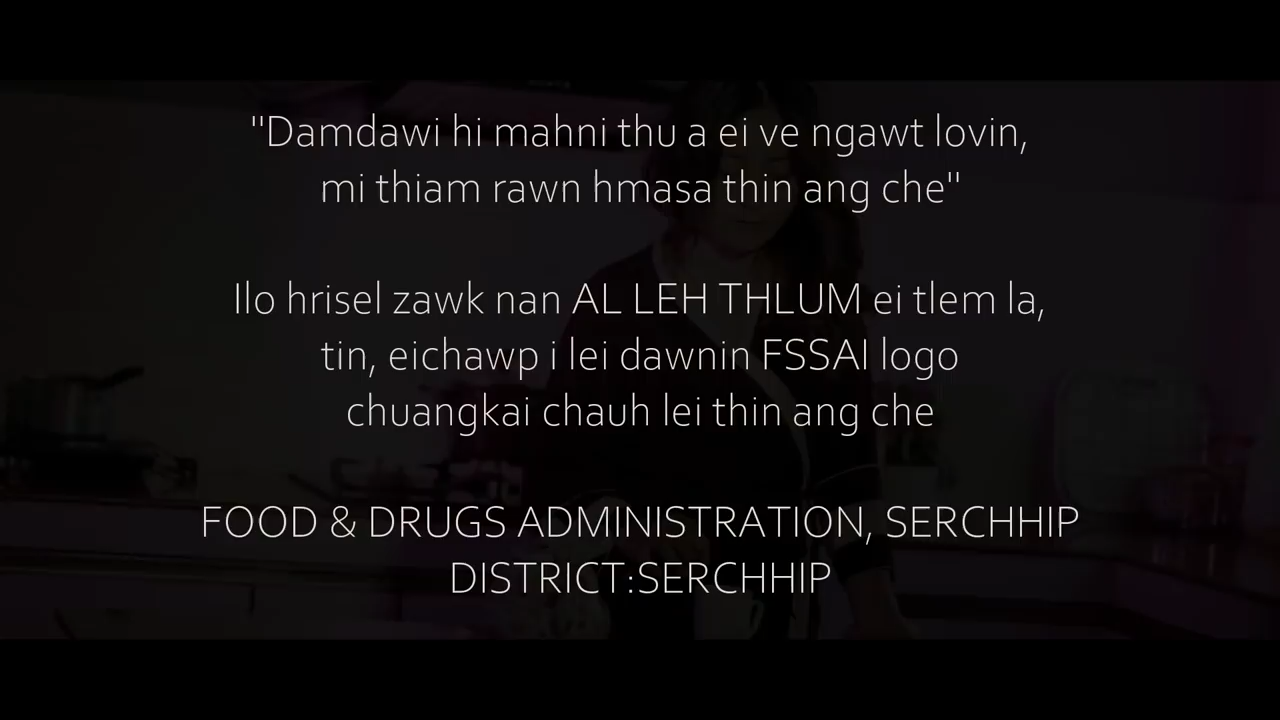 "Damdawi hi mahni thu a ei ve ngawt lovin,
mi thiam rawn hmasa thin ang che"
Ilo hrisel zawk nan AL LEH THLUM ei tlem la,
tin, eichawp i lei dawnin FSSAI logo
chuangkai chauh lei thin ang che
FOOD & DRUGS ADMINISTRATION, SERCHHIP
DISTRICT:SERCHHIP